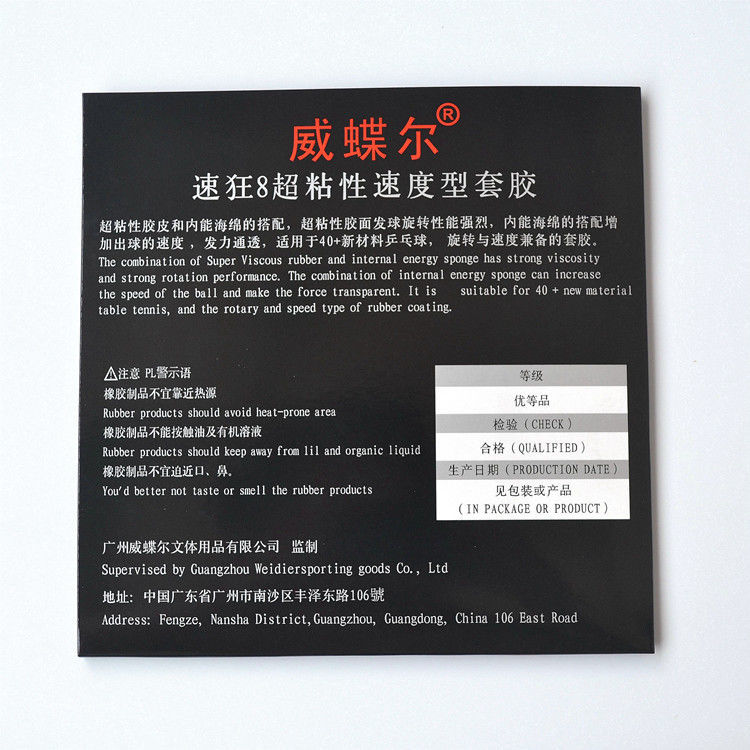 威蝶尔®
速狂8超粘性速度型套胶
超粘性胶皮和内能海绵的搭配，超粘性胶面发球旋转性能强烈，内能海绵的搭配增
加出球的速度，发力通透，适用于40+新材料乒乓球， 旋转与速度兼备的套胶。
The combination of Super Viscous rubber and internal energy sponge has strong viscosity
and strong rotation performance. The combination of internal energy sponge can increase
the speed of the ball and make the force transparent. It is suitable for 40 + new material
table tennis, and the rotary and speed type of rubber coating.
⚠注意 PL警示语
橡胶制品不宜靠近热源
Rubber products should avoid heat-prone area
橡胶制品不能按触油及有机溶液
Rubber products should keep away from lil and organic liquid
橡胶制品不宜迫近口、鼻。
You'd better not taste or smell the rubber products
等级
优等品
检验（CHECK）
合格（QUALIFIED）
生产日期（PRODUCTION DATE）
见包装或产品
（IN PACKAGE OR PRODUCT）
广州威蝶尔文体用品有限公司 监制
Supervised by Guangzhou Weidiersporting goods Co., Ltd
地址: 中国广东省广州市南沙区丰泽东路106號
Address: Fengze, Nansha District,Guangzhou, Guangdong, China 106 East Road